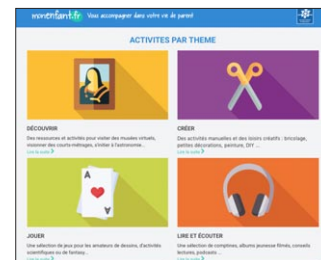 monenfant.fr Vous accompagner dans votre vie de parent
ACTIVITES PAR THEME
DÉCOUVRIR
Des ressources et activités pour visiter des musées virtuels,
visionner des courts-métrages, s'initier à l'astronomie...
Lire la suite
CRÉER
Des activités manuelles et des loisirs créatifs : bricolage,
petites décorations, peinture, DIY ...
Lire la suite
A
JOUER
Une sélection de jeux pour les amateurs de dessins, d'activités
scientifiques ou de fantasy...
Lire la suite
LIRE ET ÉCOUTER
Une sélection de comptines, albums jeunesse filmés, conseils
lectures, podcasts ...
Lire la suite